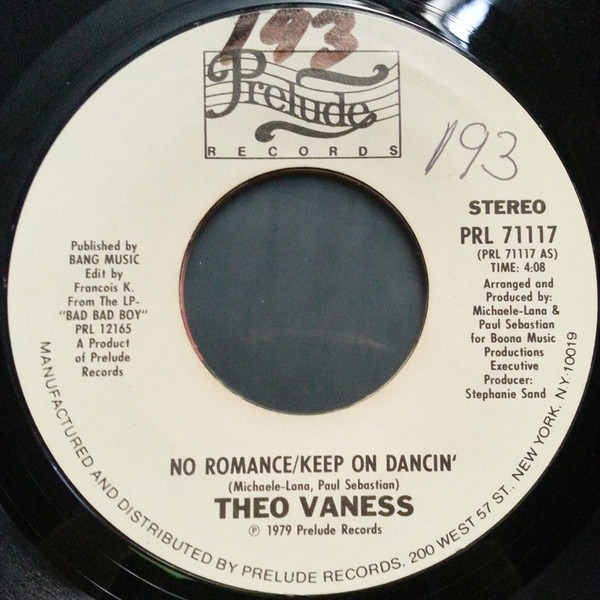 193
Prelude
RECORDS
193
STEREO
PRL 71117
(PRL 71117 AS)
TIME: 4:08
Arranged and
Produced by:
Michaele-Lana &
Paul Sebastian
for Boona Music
Productions
Executive
Producer:
Stephanie Sand
Published by
BANG MUSIC
Edit by
Francois K.
From The LP-
"BAD BAD BOY"
PRL 12165
A Product
of Prelude
Records
NO ROMANCE/KEEP ON DANCIN'
(Michaele-Lana, Paul Sebastian)
THEO VANESS
℗ 1979 Prelude Records
MANUFACTURED AND DISTRIBUTED BY PRELUDE RECORDS, 200 WEST 57 ST., NEW YORK, NY·10019